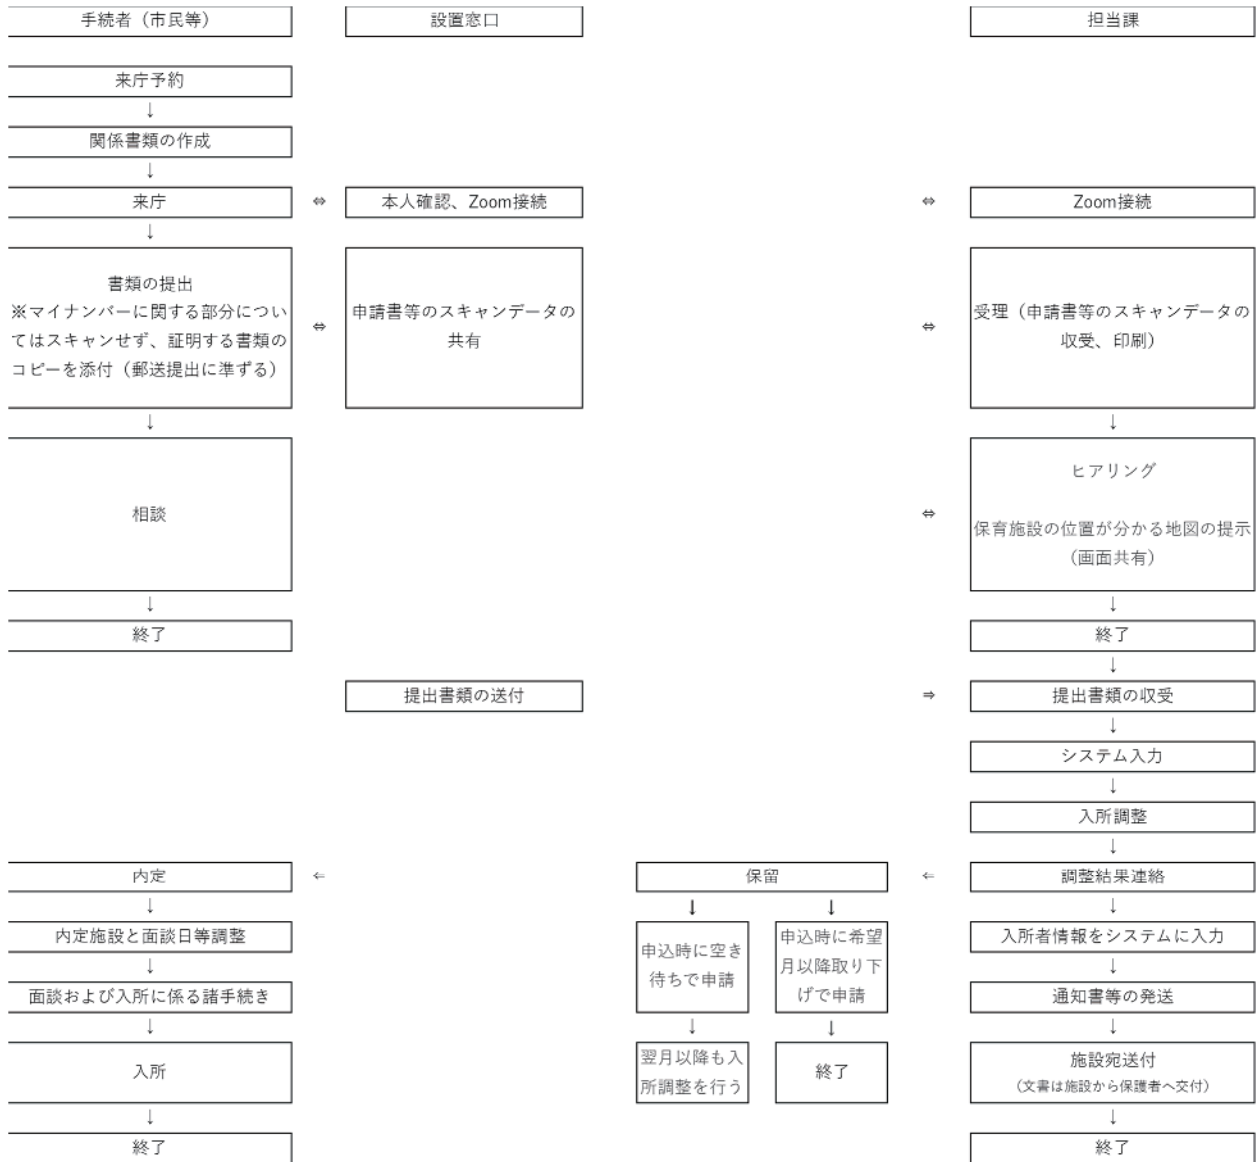 手続者（市民等）
設置窓口
担当課
来庁予約
↓
関係書類の作成
↓
来庁
⇔
本人確認、Zoom接続
⇔
Zoom接続
↓
書類の提出
※マイナンバーに関する部分につい
てはスキャンせず、証明する書類の
コピーを添付（郵送提出に準ずる）
⇔
申請書等のスキャンデータの
共有
⇔
受理（申請書等のスキャンデータの
収受、印刷）
↓
↓
相談
⇔
ヒアリング
保育施設の位置が分かる地図の提示
（画面共有）
↓
↓
終了
終了
↓
提出書類の送付
⇒
提出書類の収受
↓
システム入力
↓
入所調整
↓
内定
⇐
保留
⇐
調整結果連絡
↓
↓
↓
↓
内定施設と面談日等調整
申込時に空き
待ちで申請
申込時に希望
月以降取り下
げで申請
入所者情報をシステムに入力
↓
↓
面談および入所に係る諸手続き
通知書等の発送
↓
↓
↓
↓
入所
翌月以降も入
所調整を行う
終了
施設宛送付
（文書は施設から保護者へ交付）
↓
↓
終了
終了